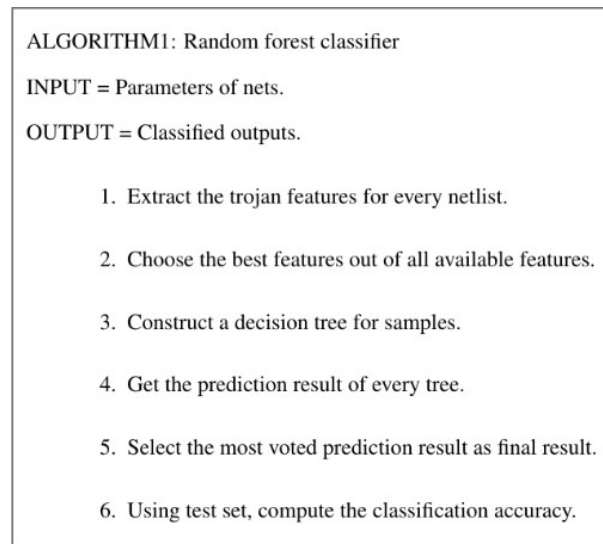 ALGORITHM1: Random forest classifier
INPUT = Parameters of nets.
OUTPUT = Classified outputs.
1. Extract the trojan features for every netlist.
2. Choose the best features out of all available features.
3. Construct a decision tree for samples.
4. Get the prediction result of every tree.
5. Select the most voted prediction result as final result.
6. Using test set, compute the classification accuracy.